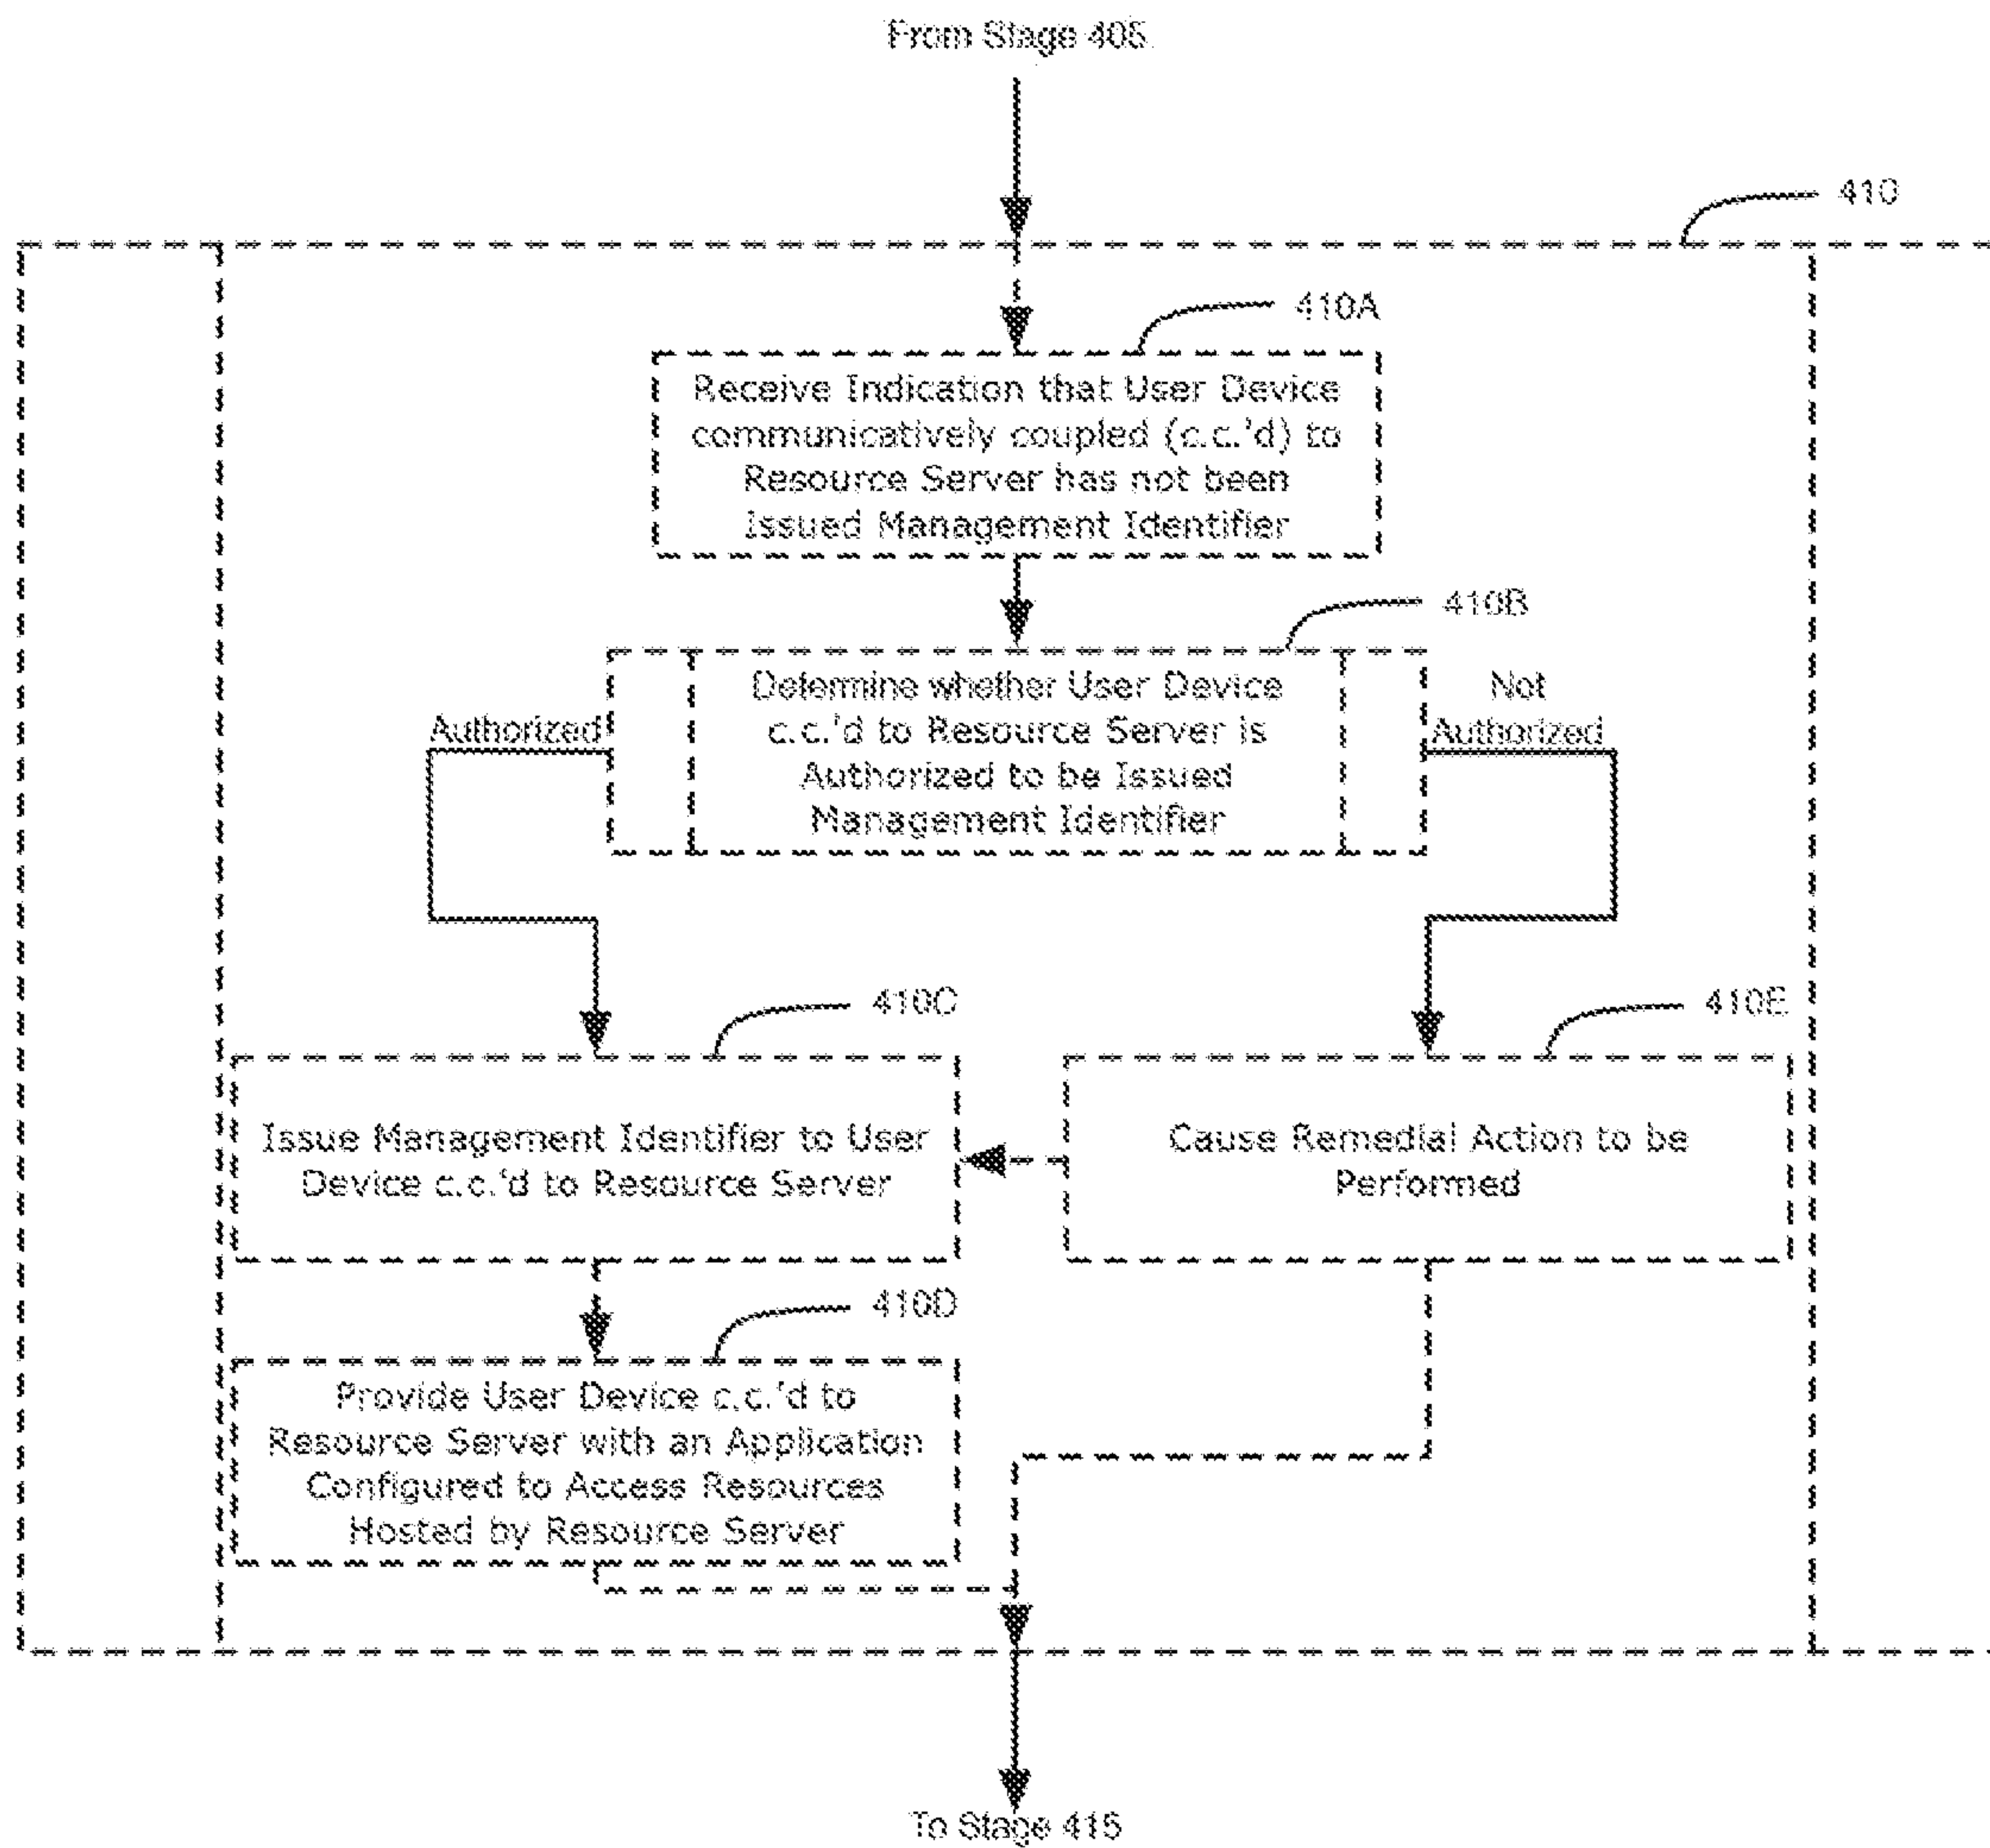 From Stage 405
410
410A
Receive Indication that User Device
communicatively coupled (c.c.'d) to
Resource Server has not been
Issued Management Identifier
410B
Determine whether User Device
c.c.'d to Resource Server is
Authorized to be Issued
Management Identifier
Authorized
Not
Authorized
410C
Issue Management Identifier to User
Device c.c.'d to Resource Server
410E
Cause Remedial Action to be
Performed
410D
Provide User Device c.c.'d to
Resource Server with an Application
Configured to Access Resources
Hosted by Resource Server
To Stage 415